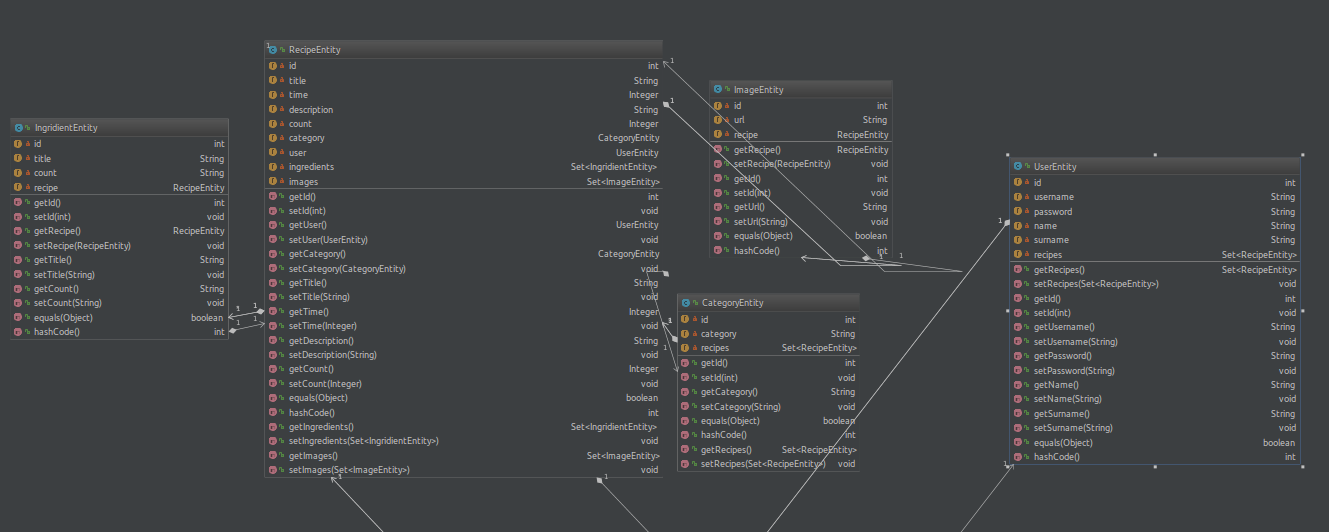 IngridientEntity
id int
title String
count String
recipe RecipeEntity
getId() int
setId(int) void
getRecipe() RecipeEntity
setRecipe(RecipeEntity) void
getTitle() String
setTitle(String) void
getCount() String
setCount(String) void
equals(Object) boolean
hashCode() int
1
1
1
1
1
RecipeEntity
id int
title String
time Integer
description String
count Integer
category CategoryEntity
user UserEntity
ingredients Set<IngridientEntity>
images Set<ImageEntity>
getId() int
setId(int) void
getUser() UserEntity
setUser(UserEntity) void
getCategory() CategoryEntity
setCategory(CategoryEntity) void
getTitle() String
setTitle(String) void
getTime() Integer
setTime(Integer) void
getDescription() String
setDescription(String) void
getCount() Integer
setCount(Integer) void
equals(Object) boolean
hashCode() int
getIngredients() Set<IngridientEntity>
setIngredients(Set<IngridientEntity>) void
getImages() Set<ImageEntity>
setImages(Set<ImageEntity>) void
1
1
1
1
ImageEntity
id int
url String
recipe RecipeEntity
getRecipe() RecipeEntity
setRecipe(RecipeEntity) void
getId() int
setId(int) void
getUrl() String
setUrl(String) void
equals(Object) boolean
hashCode() int
1
1
1
1
CategoryEntity
id int
category String
recipes Set<RecipeEntity>
getId() int
setId(int) void
getCategory() String
setCategory(String) void
equals(Object) boolean
hashCode() int
getRecipes() Set<RecipeEntity>
setRecipes(Set<RecipeEntity>) void
1
UserEntity
id int
username String
password String
name String
surname String
recipes Set<RecipeEntity>
getRecipes() Set<RecipeEntity>
setRecipes(Set<RecipeEntity>) void
getId() int
setId(int) void
getUsername() String
setUsername(String) void
getPassword() String
setPassword(String) void
getName() String
setName(String) void
getSurname() String
setSurname(String) void
equals(Object) boolean
hashCode() int
1